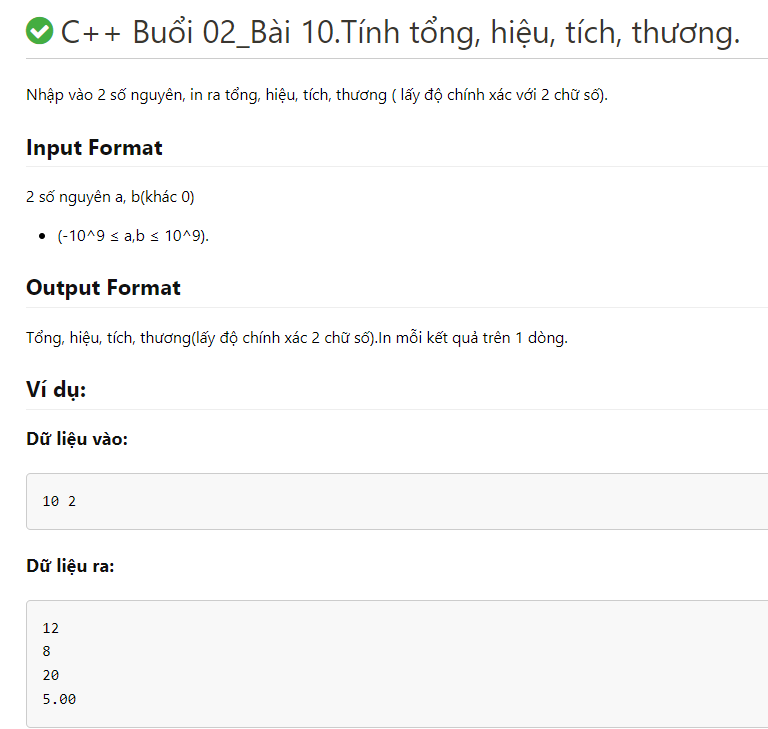 C++ Buổi 02_Bài 10.Tính tổng, hiệu, tích, thương.
Nhập vào 2 số nguyên, in ra tổng, hiệu, tích, thương ( lấy độ chính xác với 2 chữ số).
Input Format
2 số nguyên a, b(khác 0)
• (-10^9 ≤ a,b ≤ 10^9).
Output Format
Tổng, hiệu, tích, thương(lấy độ chính xác 2 chữ số).In mỗi kết quả trên 1 dòng.
Ví dụ:
Dữ liệu vào:
10 2
Dữ liệu ra:
12
8
20
5.00